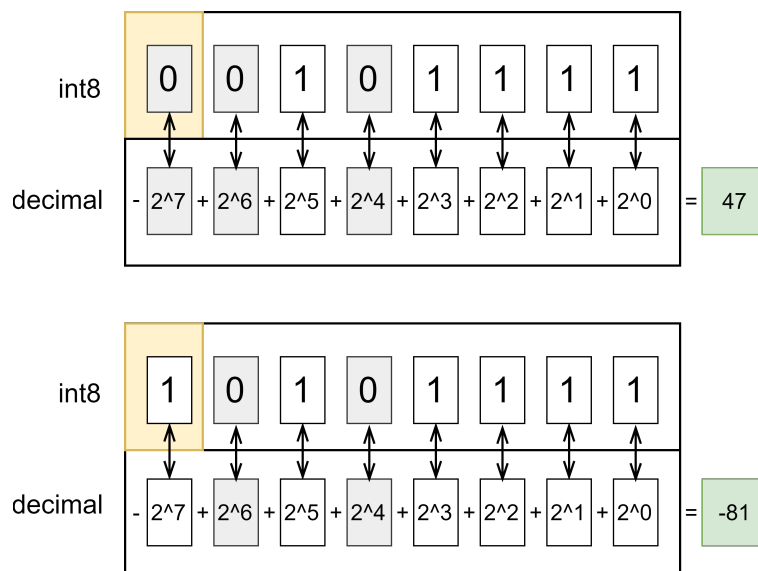 int8 0 0 1 0 1 1 1 1
decimal - 2^7 + 2^6 + 2^5 + 2^4 + 2^3 + 2^2 + 2^1 + 2^0 = 47
int8 1 0 1 0 1 1 1 1
decimal - 2^7 + 2^6 + 2^5 + 2^4 + 2^3 + 2^2 + 2^1 + 2^0 = -81